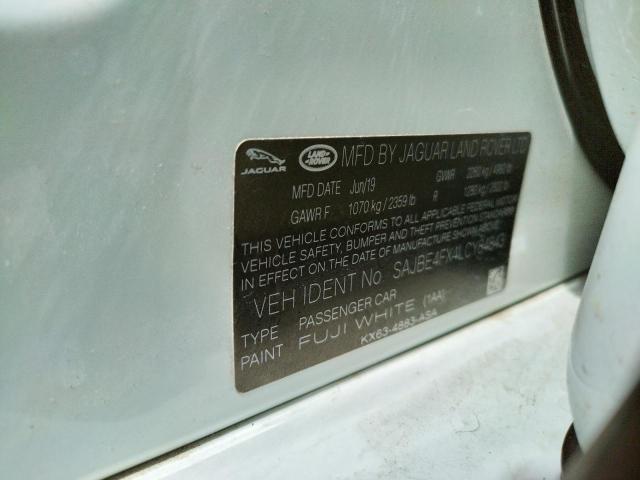 JAGUAR LAND ROVER MFD BY JAGUAR LAND ROVER LTD
MFD DATE Jun/19 GVWR
GAWR F 1070 kg / 2359 lb R
THIS VEHICLE CONFORMS TO ALL APPLICABLE FEDERAL MOTOR
VEHICLE SAFETY, BUMPER AND THEFT PREVENTION STANDARDS
IN EFFECT ON THE DATE OF MANUFACTURE SHOWN ABOVE.
VEH IDENT No
TYPE PASSENGER CAR
PAINT FUJI WHITE (1AA)
KX63-4883-ASA